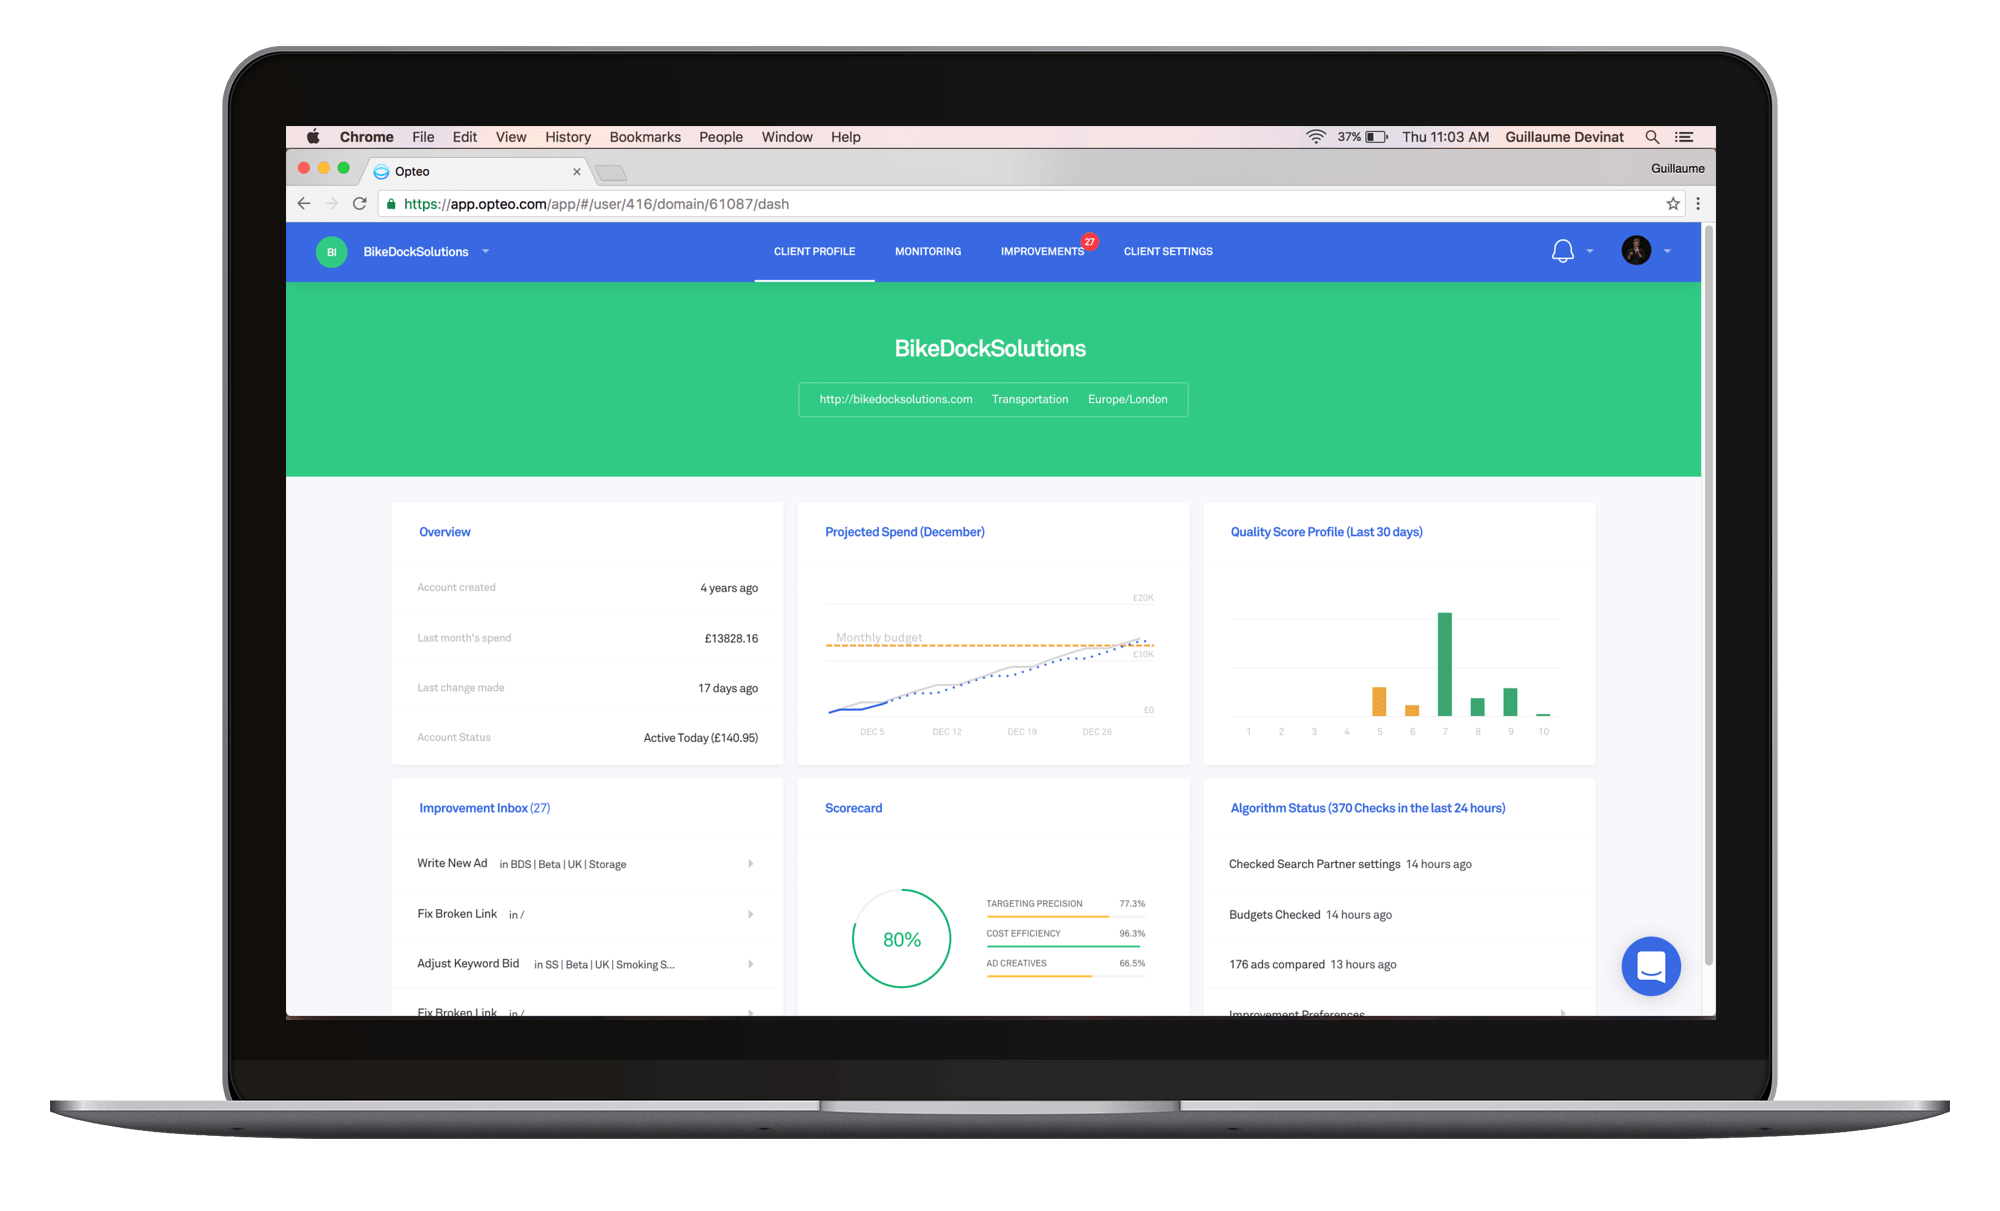 Chrome File Edit View History Bookmarks People Window Help 37% Thu 11:03 AM Guillaume Devinat
Opteo Guillaume
https://app.opteo.com/app/#/user/416/domain/61087/dash
BI BikeDockSolutions CLIENT PROFILE MONITORING IMPROVEMENTS 27 CLIENT SETTINGS
BikeDockSolutions
http://bikedocksolutions.com Transportation Europe/London
Overview
Account created 4 years ago
Last month's spend £13828.16
Last change made 17 days ago
Account Status Active Today (£140.95)
Projected Spend (December)
£20K
Monthly budget
£10K
£0
DEC 5 DEC 12 DEC 19 DEC 26
Quality Score Profile (Last 30 days)
1 2 3 4 5 6 7 8 9 10
Improvement Inbox (27)
Write New Ad in BDS | Beta | UK | Storage
Fix Broken Link in /
Adjust Keyword Bid in SS | Beta | UK | Smoking S...
Fix Broken Link in /
Scorecard
80%
TARGETING PRECISION 77.3%
COST EFFICIENCY 96.3%
AD CREATIVES 66.5%
Algorithm Status (370 Checks in the last 24 hours)
Checked Search Partner settings 14 hours ago
Budgets Checked 14 hours ago
176 ads compared 13 hours ago
Improvement Preferences